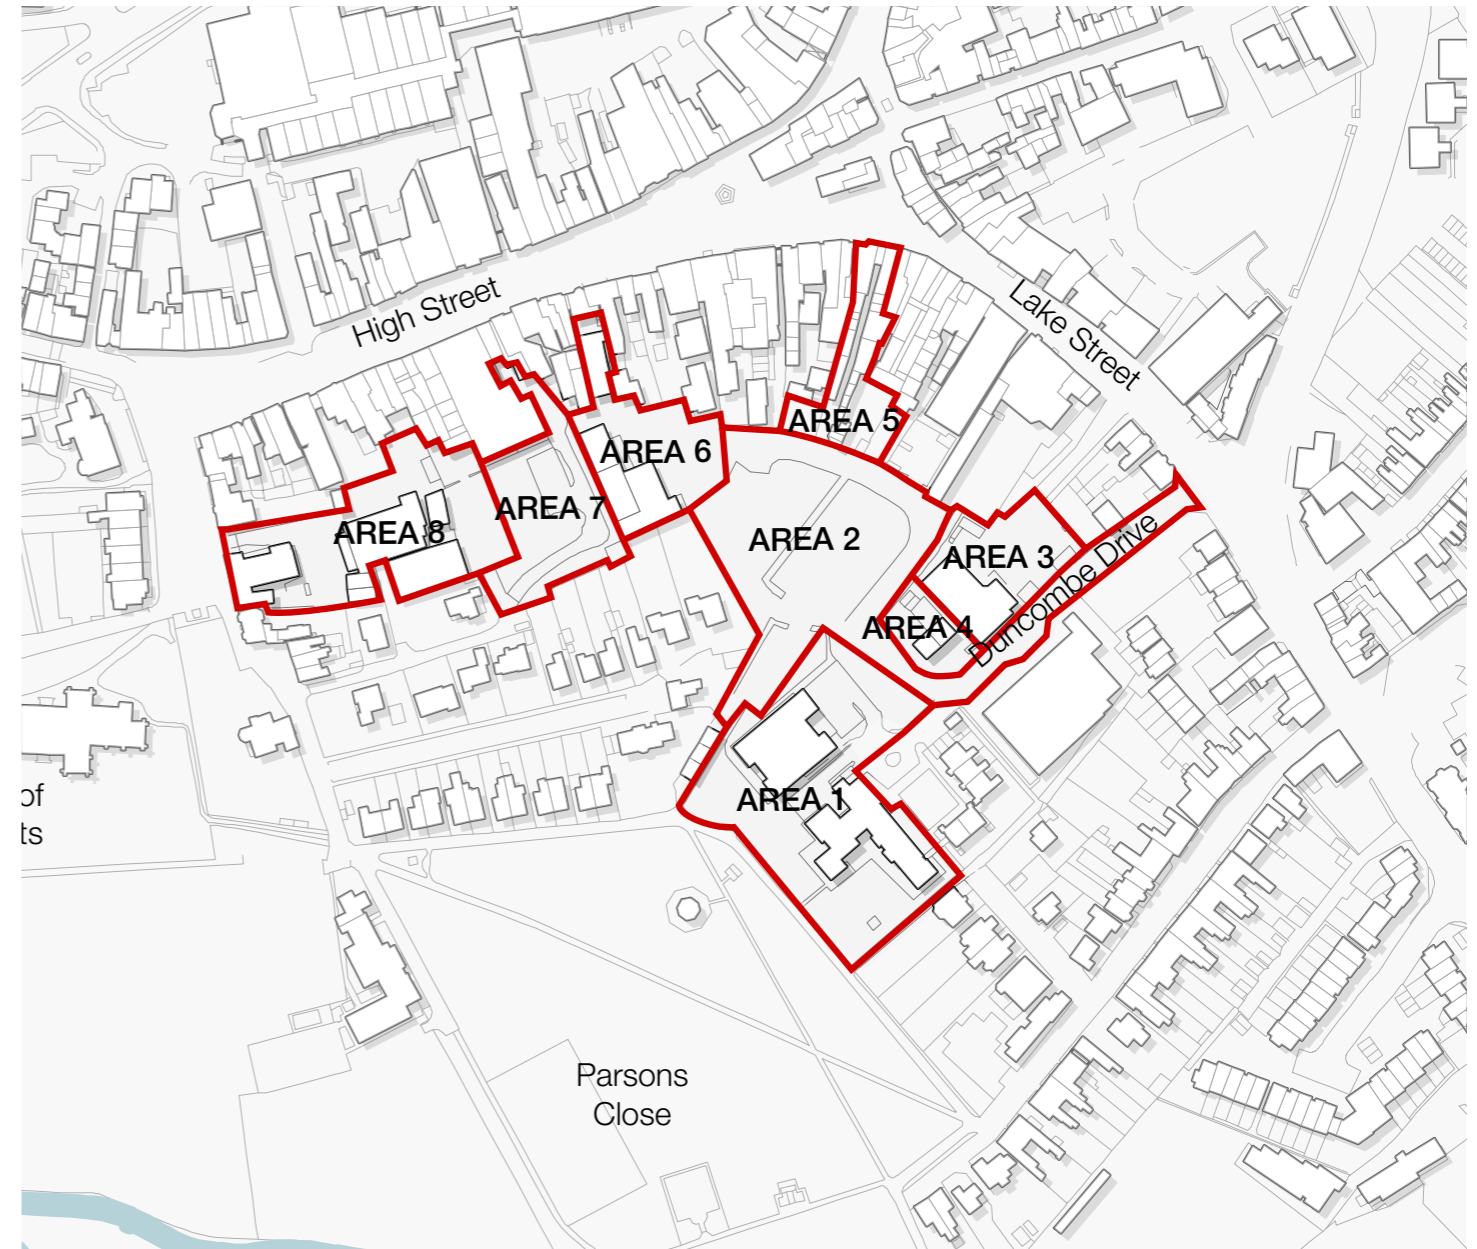 High Street
Lake Street
AREA 5
AREA 6
AREA 7
AREA 8
AREA 2
AREA 3
Duncombe Drive
AREA 4
AREA 1
of
ts
Parsons
Close